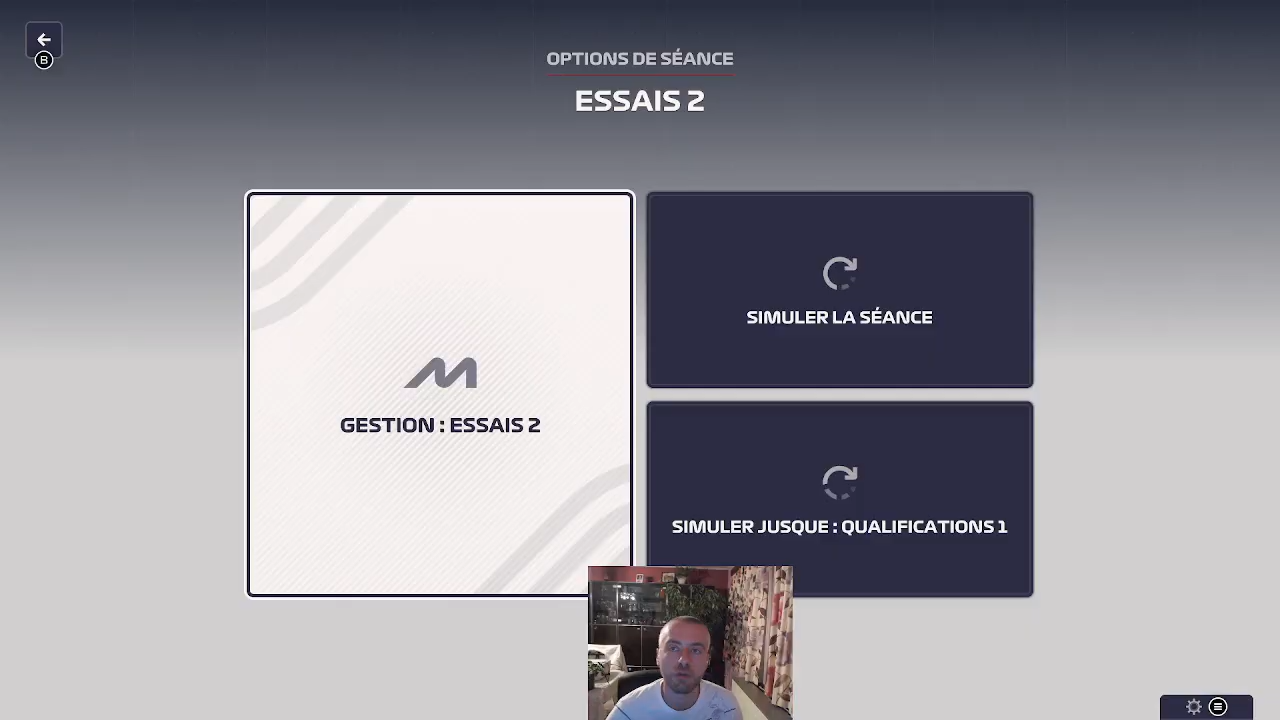 B
OPTIONS DE SÉANCE
ESSAIS 2
GESTION : ESSAIS 2
SIMULER LA SÉANCE
SIMULER JUSQUE : QUALIFICATIONS 1